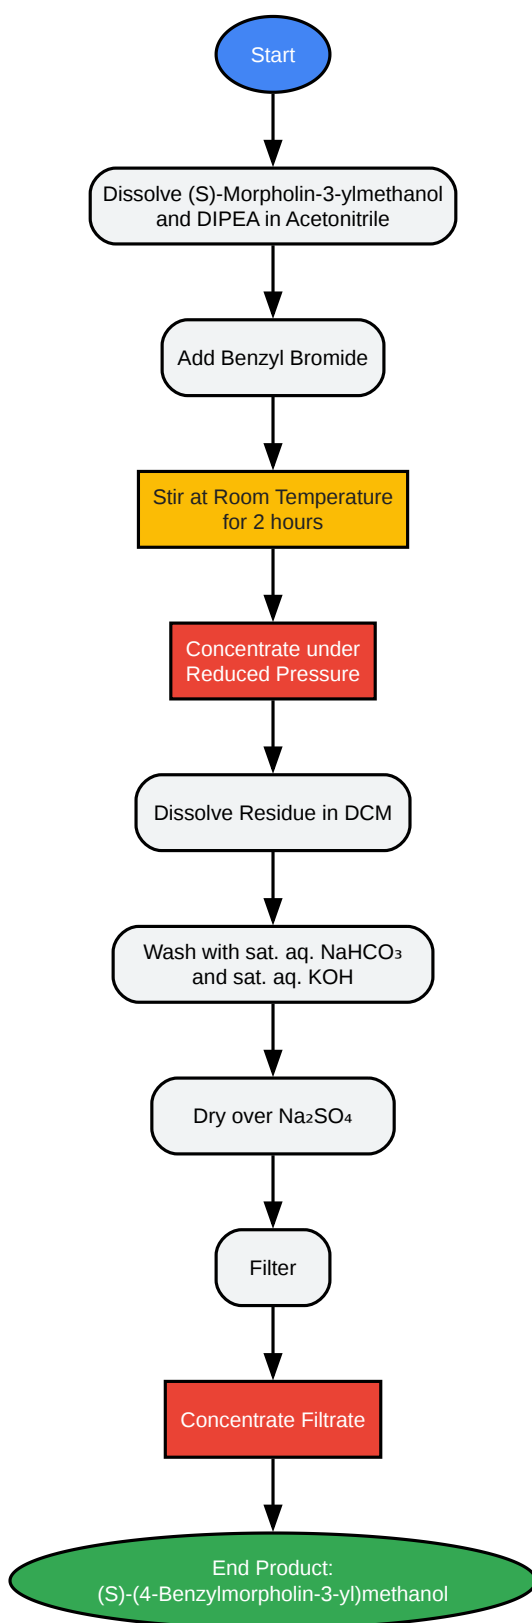 Start
Dissolve (S)-Morpholin-3-ylmethanol
and DIPEA in Acetonitrile
Add Benzyl Bromide
Stir at Room Temperature
for 2 hours
Concentrate under
Reduced Pressure
Dissolve Residue in DCM
Wash with sat. aq. NaHCO₃
and sat. aq. KOH
Dry over Na₂SO₄
Filter
Concentrate Filtrate
End Product:
(S)-(4-Benzylmorpholin-3-yl)methanol